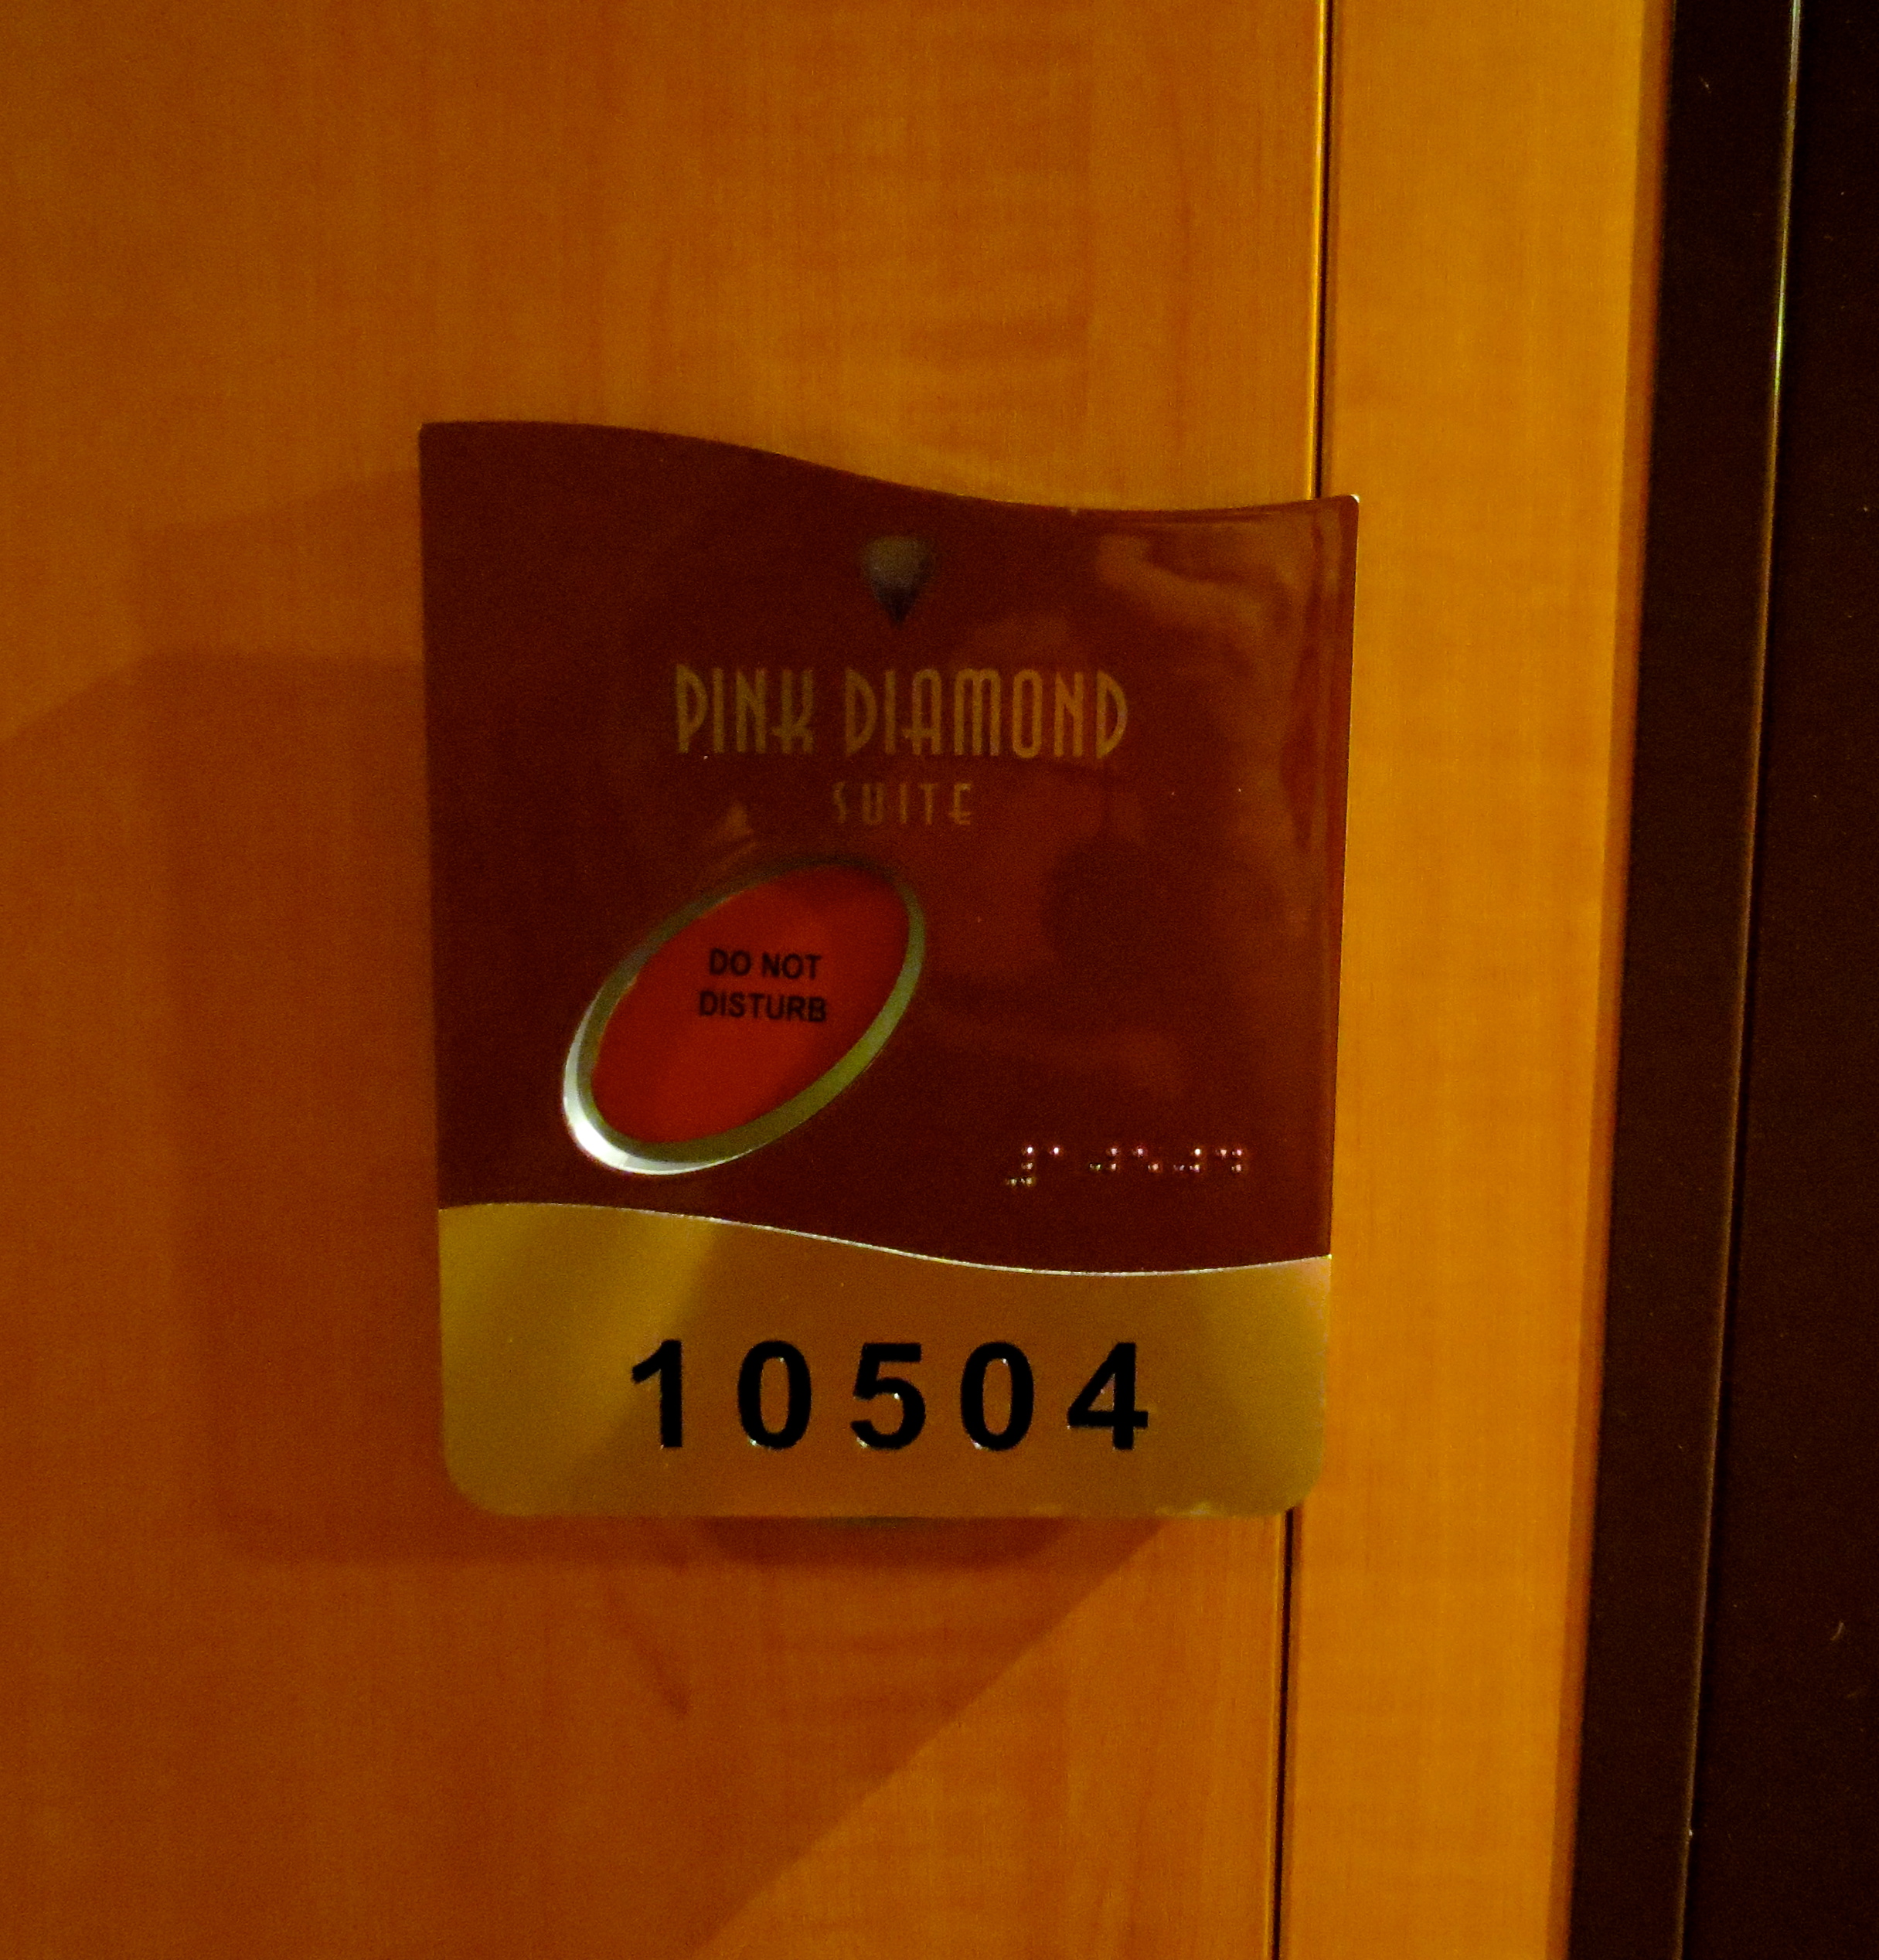 PINK DIAMOND
SUITE
DO NOT
DISTURB
⠼⠁⠚⠑⠚⠙
10504